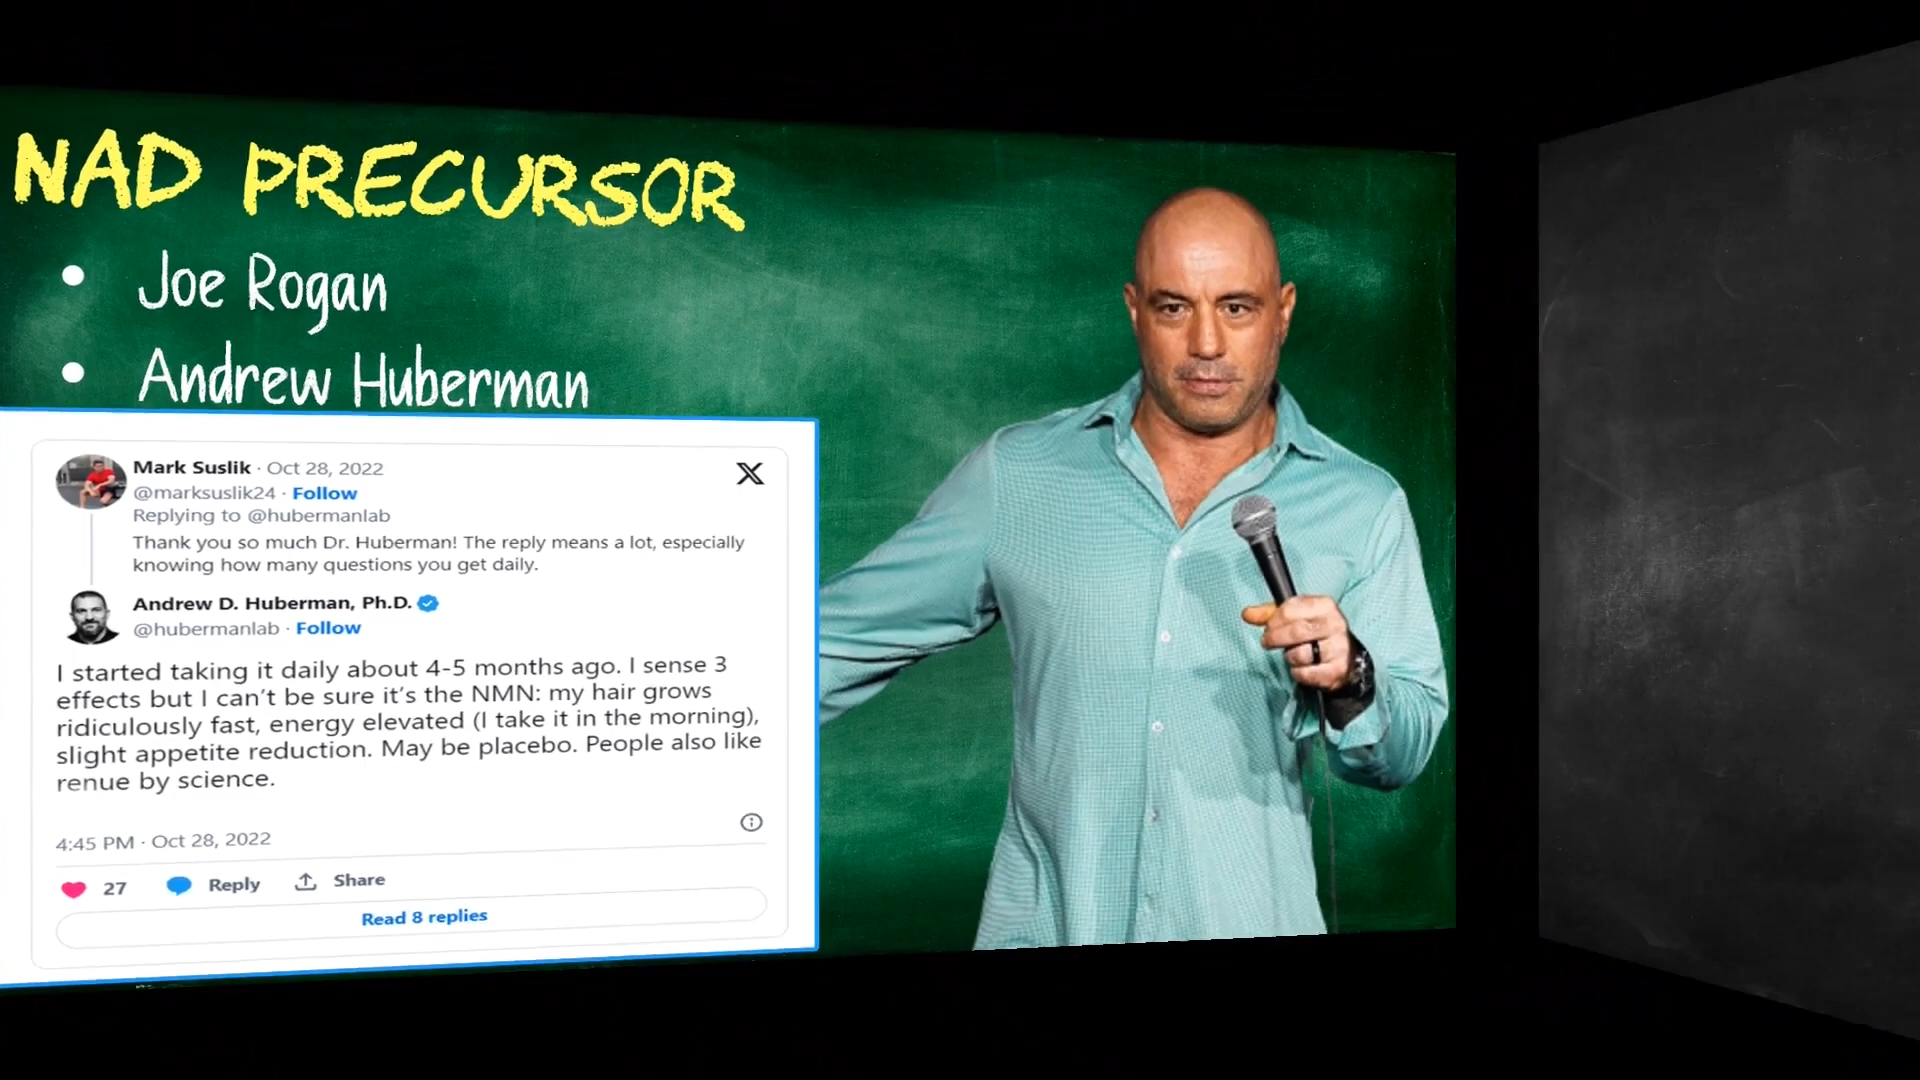 NAD PRECURSOR
• Joe Rogan
• Andrew Huberman
Mark Suslik · Oct 28, 2022
@marksuslik24 · Follow
Replying to @hubermanlab
Thank you so much Dr. Huberman! The reply means a lot, especially
knowing how many questions you get daily.
Andrew D. Huberman, Ph.D.
@hubermanlab · Follow
I started taking it daily about 4-5 months ago. I sense 3
effects but I can't be sure it's the NMN: my hair grows
ridiculously fast, energy elevated (I take it in the morning),
slight appetite reduction. May be placebo. People also like
renue by science.
4:45 PM · Oct 28, 2022
27 Reply Share
Read 8 replies